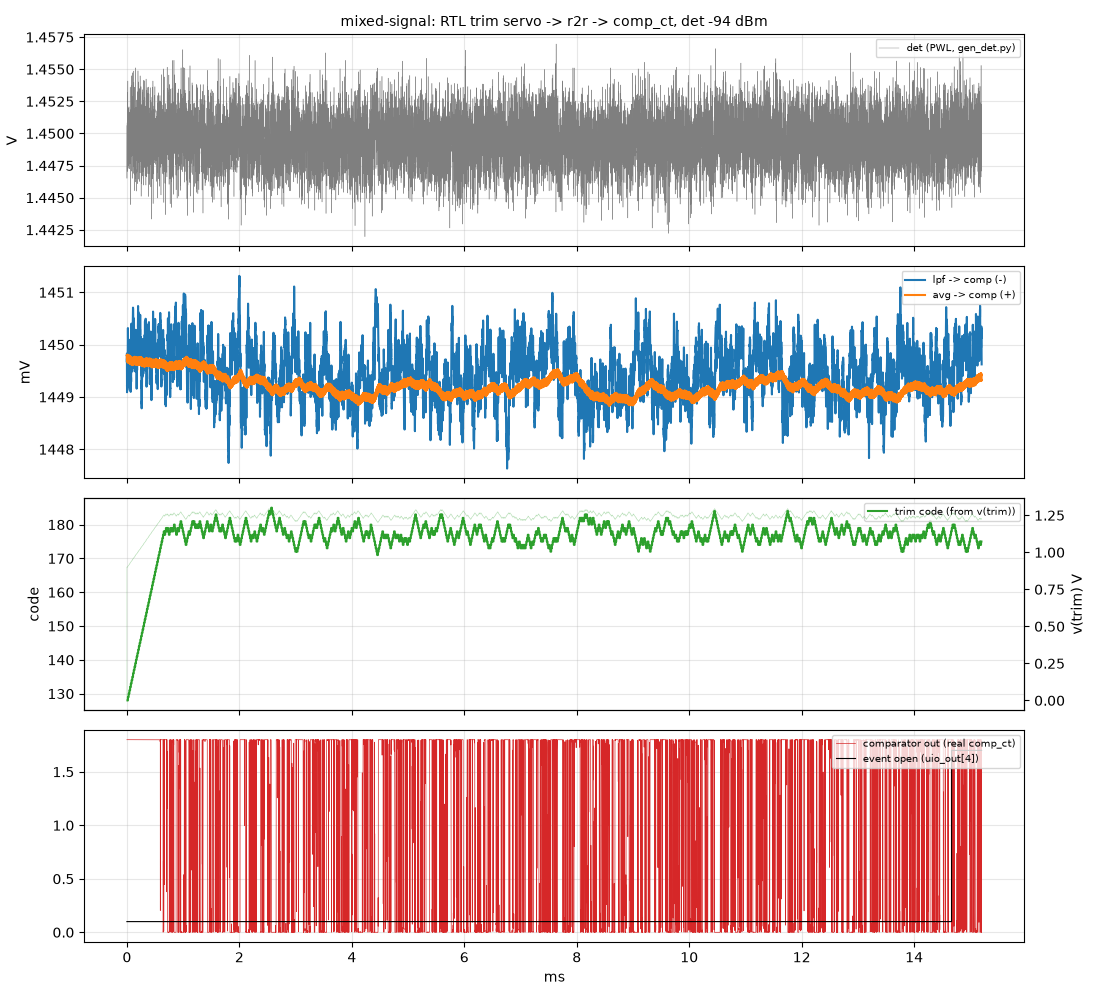 mixed-signal: RTL trim servo -> r2r -> comp_ct, det -94 dBm
1.4575
1.4550
1.4525
1.4500
1.4475
1.4450
1.4425
V
det (PWL, gen_det.py)
1451
1450
1449
1448
mV
lpf -> comp (-)
avg -> comp (+)
180
170
160
150
140
130
code
trim code (from v(trim))
1.25
1.00
0.75
0.50
0.25
0.00
v(trim) V
1.5
1.0
0.5
0.0
comparator out (real comp_ct)
event open (uio_out[4])
0 2 4 6 8 10 12 14
ms